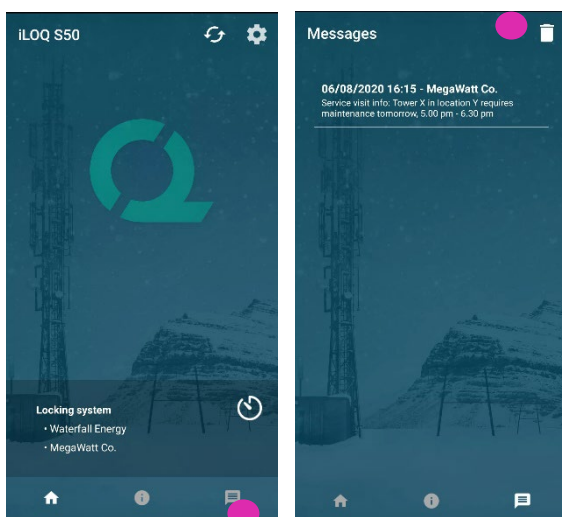 iLOQ S50
Locking system
• Waterfall Energy
• MegaWatt Co.
Messages
06/08/2020 16:15 - MegaWatt Co.
Service visit info: Tower X in location Y requires
maintenance tomorrow, 5.00 pm - 6.30 pm